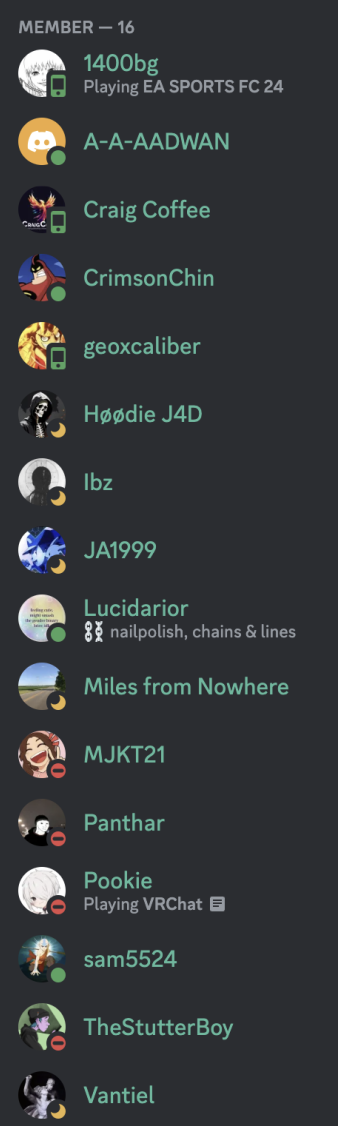 MEMBER — 16
1400bg
Playing EA SPORTS FC 24
A-A-AADWAN
Craig Coffee
CrimsonChin
geoxcaliber
Høødie J4D
Ibz
JA1999
Lucidarior
nailpolish, chains & lines
Miles from Nowhere
MJKT21
Panthar
Pookie
Playing VRChat
sam5524
TheStutterBoy
Vantiel